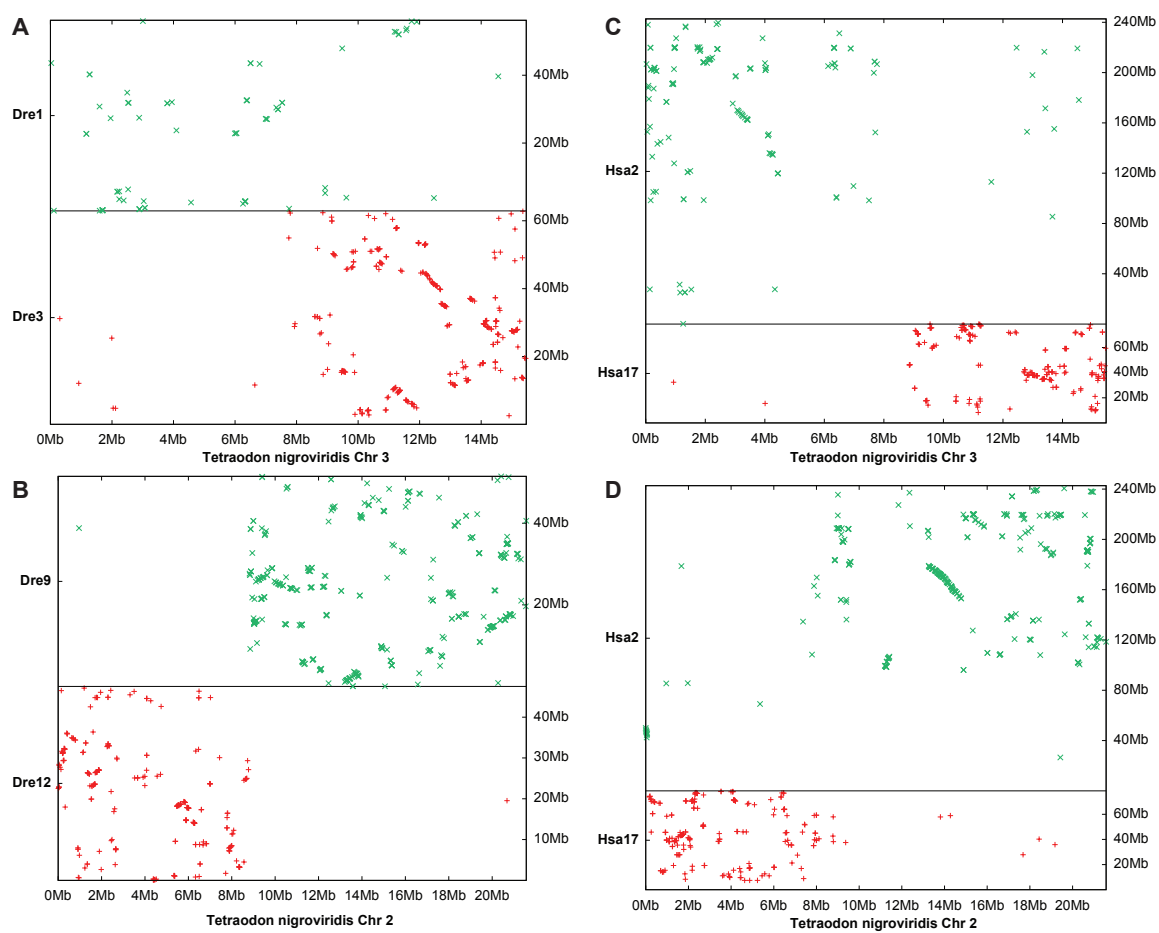 A
Dre1
40Mb
20Mb
Dre3
60Mb
40Mb
20Mb
0Mb 2Mb 4Mb 6Mb 8Mb 10Mb 12Mb 14Mb
Tetraodon nigroviridis Chr 3
C
240Mb
200Mb
160Mb
Hsa2
120Mb
80Mb
40Mb
60Mb
Hsa17
40Mb
20Mb
0Mb 2Mb 4Mb 6Mb 8Mb 10Mb 12Mb 14Mb
Tetraodon nigroviridis Chr 3
B
40Mb
Dre9
20Mb
40Mb
30Mb
Dre12
20Mb
10Mb
0Mb 2Mb 4Mb 6Mb 8Mb 10Mb 12Mb 14Mb 16Mb 18Mb 20Mb
Tetraodon nigroviridis Chr 2
D
240Mb
200Mb
160Mb
Hsa2
120Mb
80Mb
40Mb
60Mb
Hsa17
40Mb
20Mb
0Mb 2Mb 4Mb 6Mb 8Mb 10Mb 12Mb 14Mb 16Mb 18Mb 20Mb
Tetraodon nigroviridis Chr 2